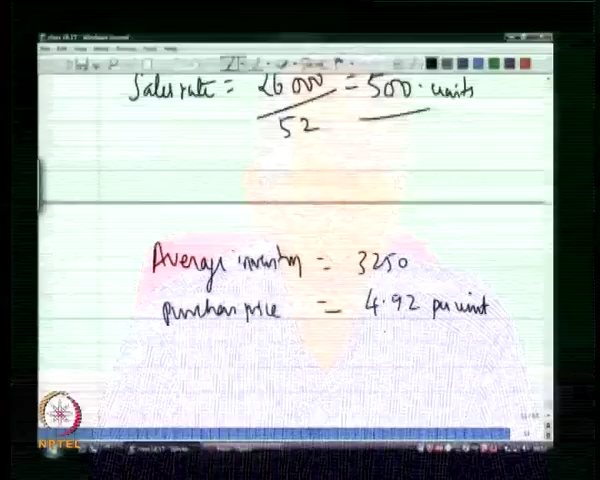 Sales rate = 26000 = 500. units
52
Average inventory = 3250
purchase price = 4.92 per unit
NPTEL